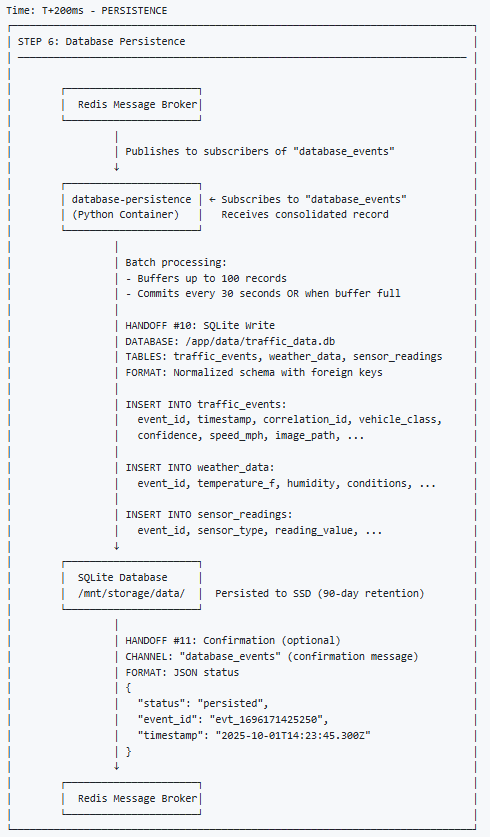 Time: T+200ms - PERSISTENCE
STEP 6: Database Persistence
Redis Message Broker
Publishes to subscribers of "database_events"
database-persistence ← Subscribes to "database_events"
(Python Container) Receives consolidated record
Batch processing:
- Buffers up to 100 records
- Commits every 30 seconds OR when buffer full
HANDOFF #10: SQLite Write
DATABASE: /app/data/traffic_data.db
TABLES: traffic_events, weather_data, sensor_readings
FORMAT: Normalized schema with foreign keys
INSERT INTO traffic_events:
event_id, timestamp, correlation_id, vehicle_class,
confidence, speed_mph, image_path, ...
INSERT INTO weather_data:
event_id, temperature_f, humidity, conditions, ...
INSERT INTO sensor_readings:
event_id, sensor_type, reading_value, ...
SQLite Database
/mnt/storage/data/ Persisted to SSD (90-day retention)
HANDOFF #11: Confirmation (optional)
CHANNEL: "database_events" (confirmation message)
FORMAT: JSON status
{
"status": "persisted",
"event_id": "evt_1696171425250",
"timestamp": "2025-10-01T14:23:45.300Z"
}
Redis Message Broker